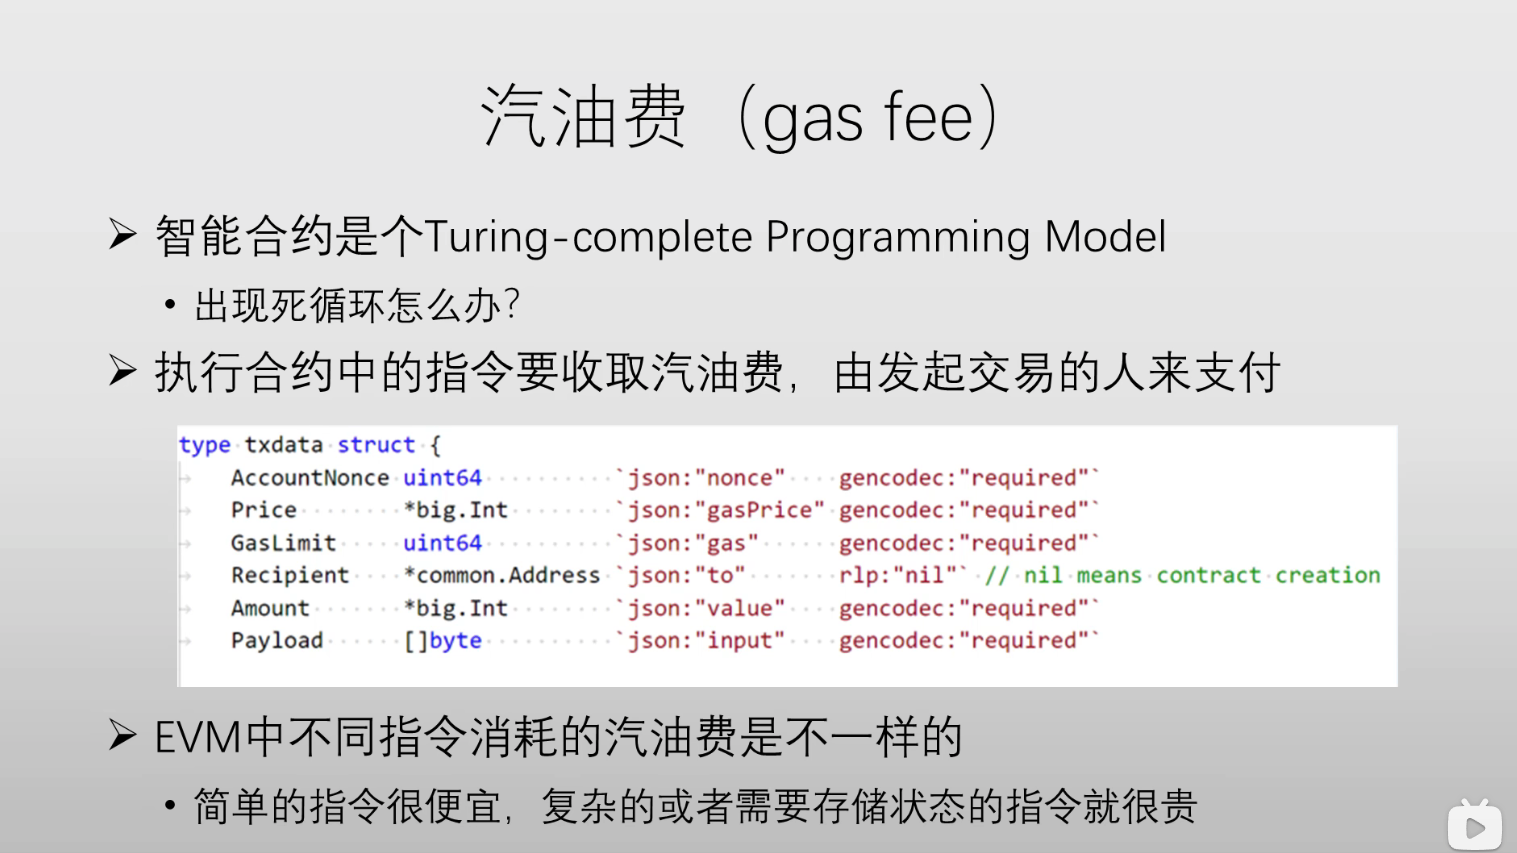 汽油费（gas fee）
智能合约是个Turing-complete Programming Model
出现死循环怎么办？
执行合约中的指令要收取汽油费，由发起交易的人来支付
type txdata struct {
AccountNonce uint64 `json:"nonce" gencodec:"required"`
Price *big.Int `json:"gasPrice" gencodec:"required"`
GasLimit uint64 `json:"gas" gencodec:"required"`
Recipient *common.Address `json:"to" rlp:"nil"` // nil means contract creation
Amount *big.Int `json:"value" gencodec:"required"`
Payload []byte `json:"input" gencodec:"required"`
EVM中不同指令消耗的汽油费是不一样的
简单的指令很便宜，复杂的或者需要存储状态的指令就很贵